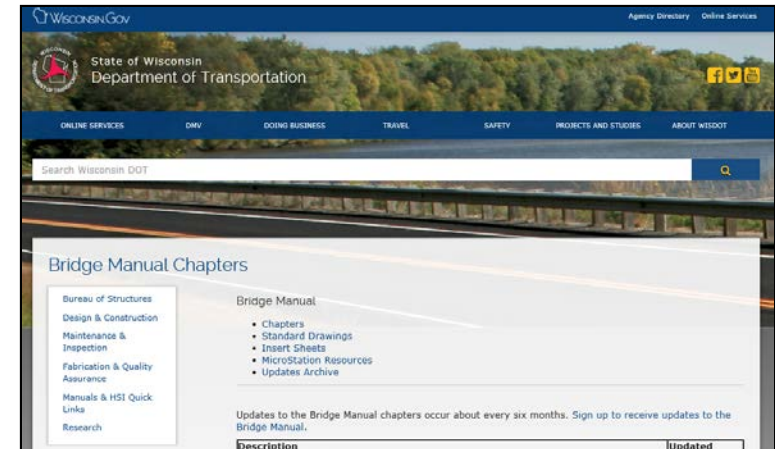 WISCONSIN.GOV
Agency Directory Online Services
State of Wisconsin
Department of Transportation
ONLINE SERVICES DMV DOING BUSINESS TRAVEL SAFETY PROJECTS AND STUDIES ABOUT WISDOT
Search Wisconsin DOT
Bridge Manual Chapters
Bureau of Structures
Design & Construction
Maintenance &
Inspection
Fabrication & Quality
Assurance
Manuals & HSI Quick
Links
Research
Bridge Manual
• Chapters
• Standard Drawings
• Insert Sheets
• MicroStation Resources
• Updates Archive
Updates to the Bridge Manual chapters occur about every six months. Sign up to receive updates to the
Bridge Manual.
Description Updated